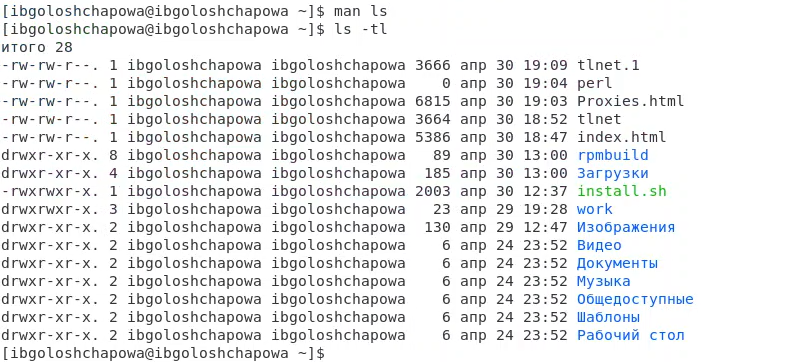 [ibgoloshchapowa@ibgoloshchapowa ~]$ man ls
[ibgoloshchapowa@ibgoloshchapowa ~]$ ls -tl
итого 28
-rw-rw-r--. 1 ibgoloshchapowa ibgoloshchapowa 3666 апр 30 19:09 tlnet.1
-rw-rw-r--. 1 ibgoloshchapowa ibgoloshchapowa    0 апр 30 19:04 perl
-rw-rw-r--. 1 ibgoloshchapowa ibgoloshchapowa 6815 апр 30 19:03 Proxies.html
-rw-rw-r--. 1 ibgoloshchapowa ibgoloshchapowa 3664 апр 30 18:52 tlnet
-rw-rw-r--. 1 ibgoloshchapowa ibgoloshchapowa 5386 апр 30 18:47 index.html
drwxr-xr-x. 8 ibgoloshchapowa ibgoloshchapowa   89 апр 30 13:00 rpmbuild
drwxr-xr-x. 4 ibgoloshchapowa ibgoloshchapowa  185 апр 30 13:00 Загрузки
-rwxrwxr-x. 1 ibgoloshchapowa ibgoloshchapowa 2003 апр 30 12:37 install.sh
drwxrwxr-x. 3 ibgoloshchapowa ibgoloshchapowa   23 апр 29 19:28 work
drwxr-xr-x. 2 ibgoloshchapowa ibgoloshchapowa  130 апр 29 12:47 Изображения
drwxr-xr-x. 2 ibgoloshchapowa ibgoloshchapowa    6 апр 24 23:52 Видео
drwxr-xr-x. 2 ibgoloshchapowa ibgoloshchapowa    6 апр 24 23:52 Документы
drwxr-xr-x. 2 ibgoloshchapowa ibgoloshchapowa    6 апр 24 23:52 Музыка
drwxr-xr-x. 2 ibgoloshchapowa ibgoloshchapowa    6 апр 24 23:52 Общедоступные
drwxr-xr-x. 2 ibgoloshchapowa ibgoloshchapowa    6 апр 24 23:52 Шаблоны
drwxr-xr-x. 2 ibgoloshchapowa ibgoloshchapowa    6 апр 24 23:52 Рабочий стол
[ibgoloshchapowa@ibgoloshchapowa ~]$